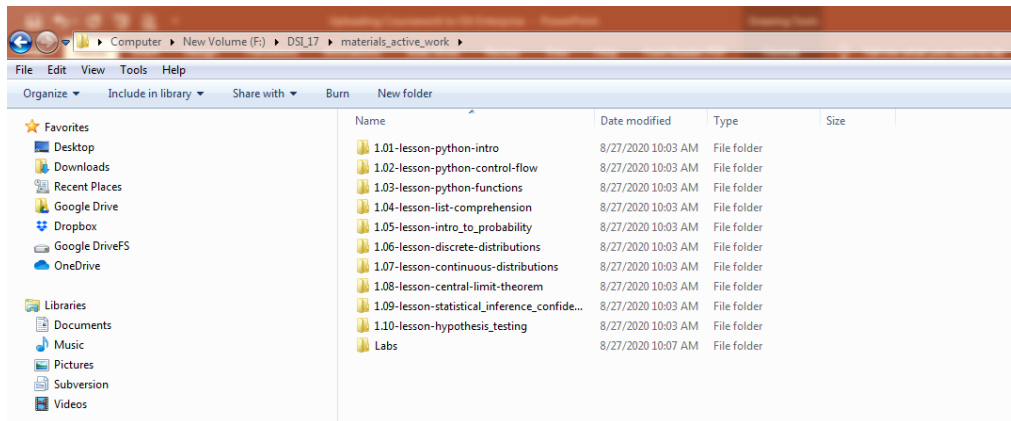 Uploading Coursework to Git Enterprise - PowerPoint
Drawing Tools
Computer ▸ New Volume (F:) ▸ DSI_17 ▸ materials_active_work ▸
File Edit View Tools Help
Organize Include in library Share with Burn New folder
Name Date modified Type Size
Favorites
Desktop
Downloads
Recent Places
Google Drive
Dropbox
Google DriveFS
OneDrive
Libraries
Documents
Music
Pictures
Subversion
Videos
1.01-lesson-python-intro 8/27/2020 10:03 AM File folder
1.02-lesson-python-control-flow 8/27/2020 10:03 AM File folder
1.03-lesson-python-functions 8/27/2020 10:03 AM File folder
1.04-lesson-list-comprehension 8/27/2020 10:03 AM File folder
1.05-lesson-intro_to_probability 8/27/2020 10:03 AM File folder
1.06-lesson-discrete-distributions 8/27/2020 10:03 AM File folder
1.07-lesson-continuous-distributions 8/27/2020 10:03 AM File folder
1.08-lesson-central-limit-theorem 8/27/2020 10:03 AM File folder
1.09-lesson-statistical_inference_confide... 8/27/2020 10:03 AM File folder
1.10-lesson-hypothesis_testing 8/27/2020 10:03 AM File folder
Labs 8/27/2020 10:07 AM File folder